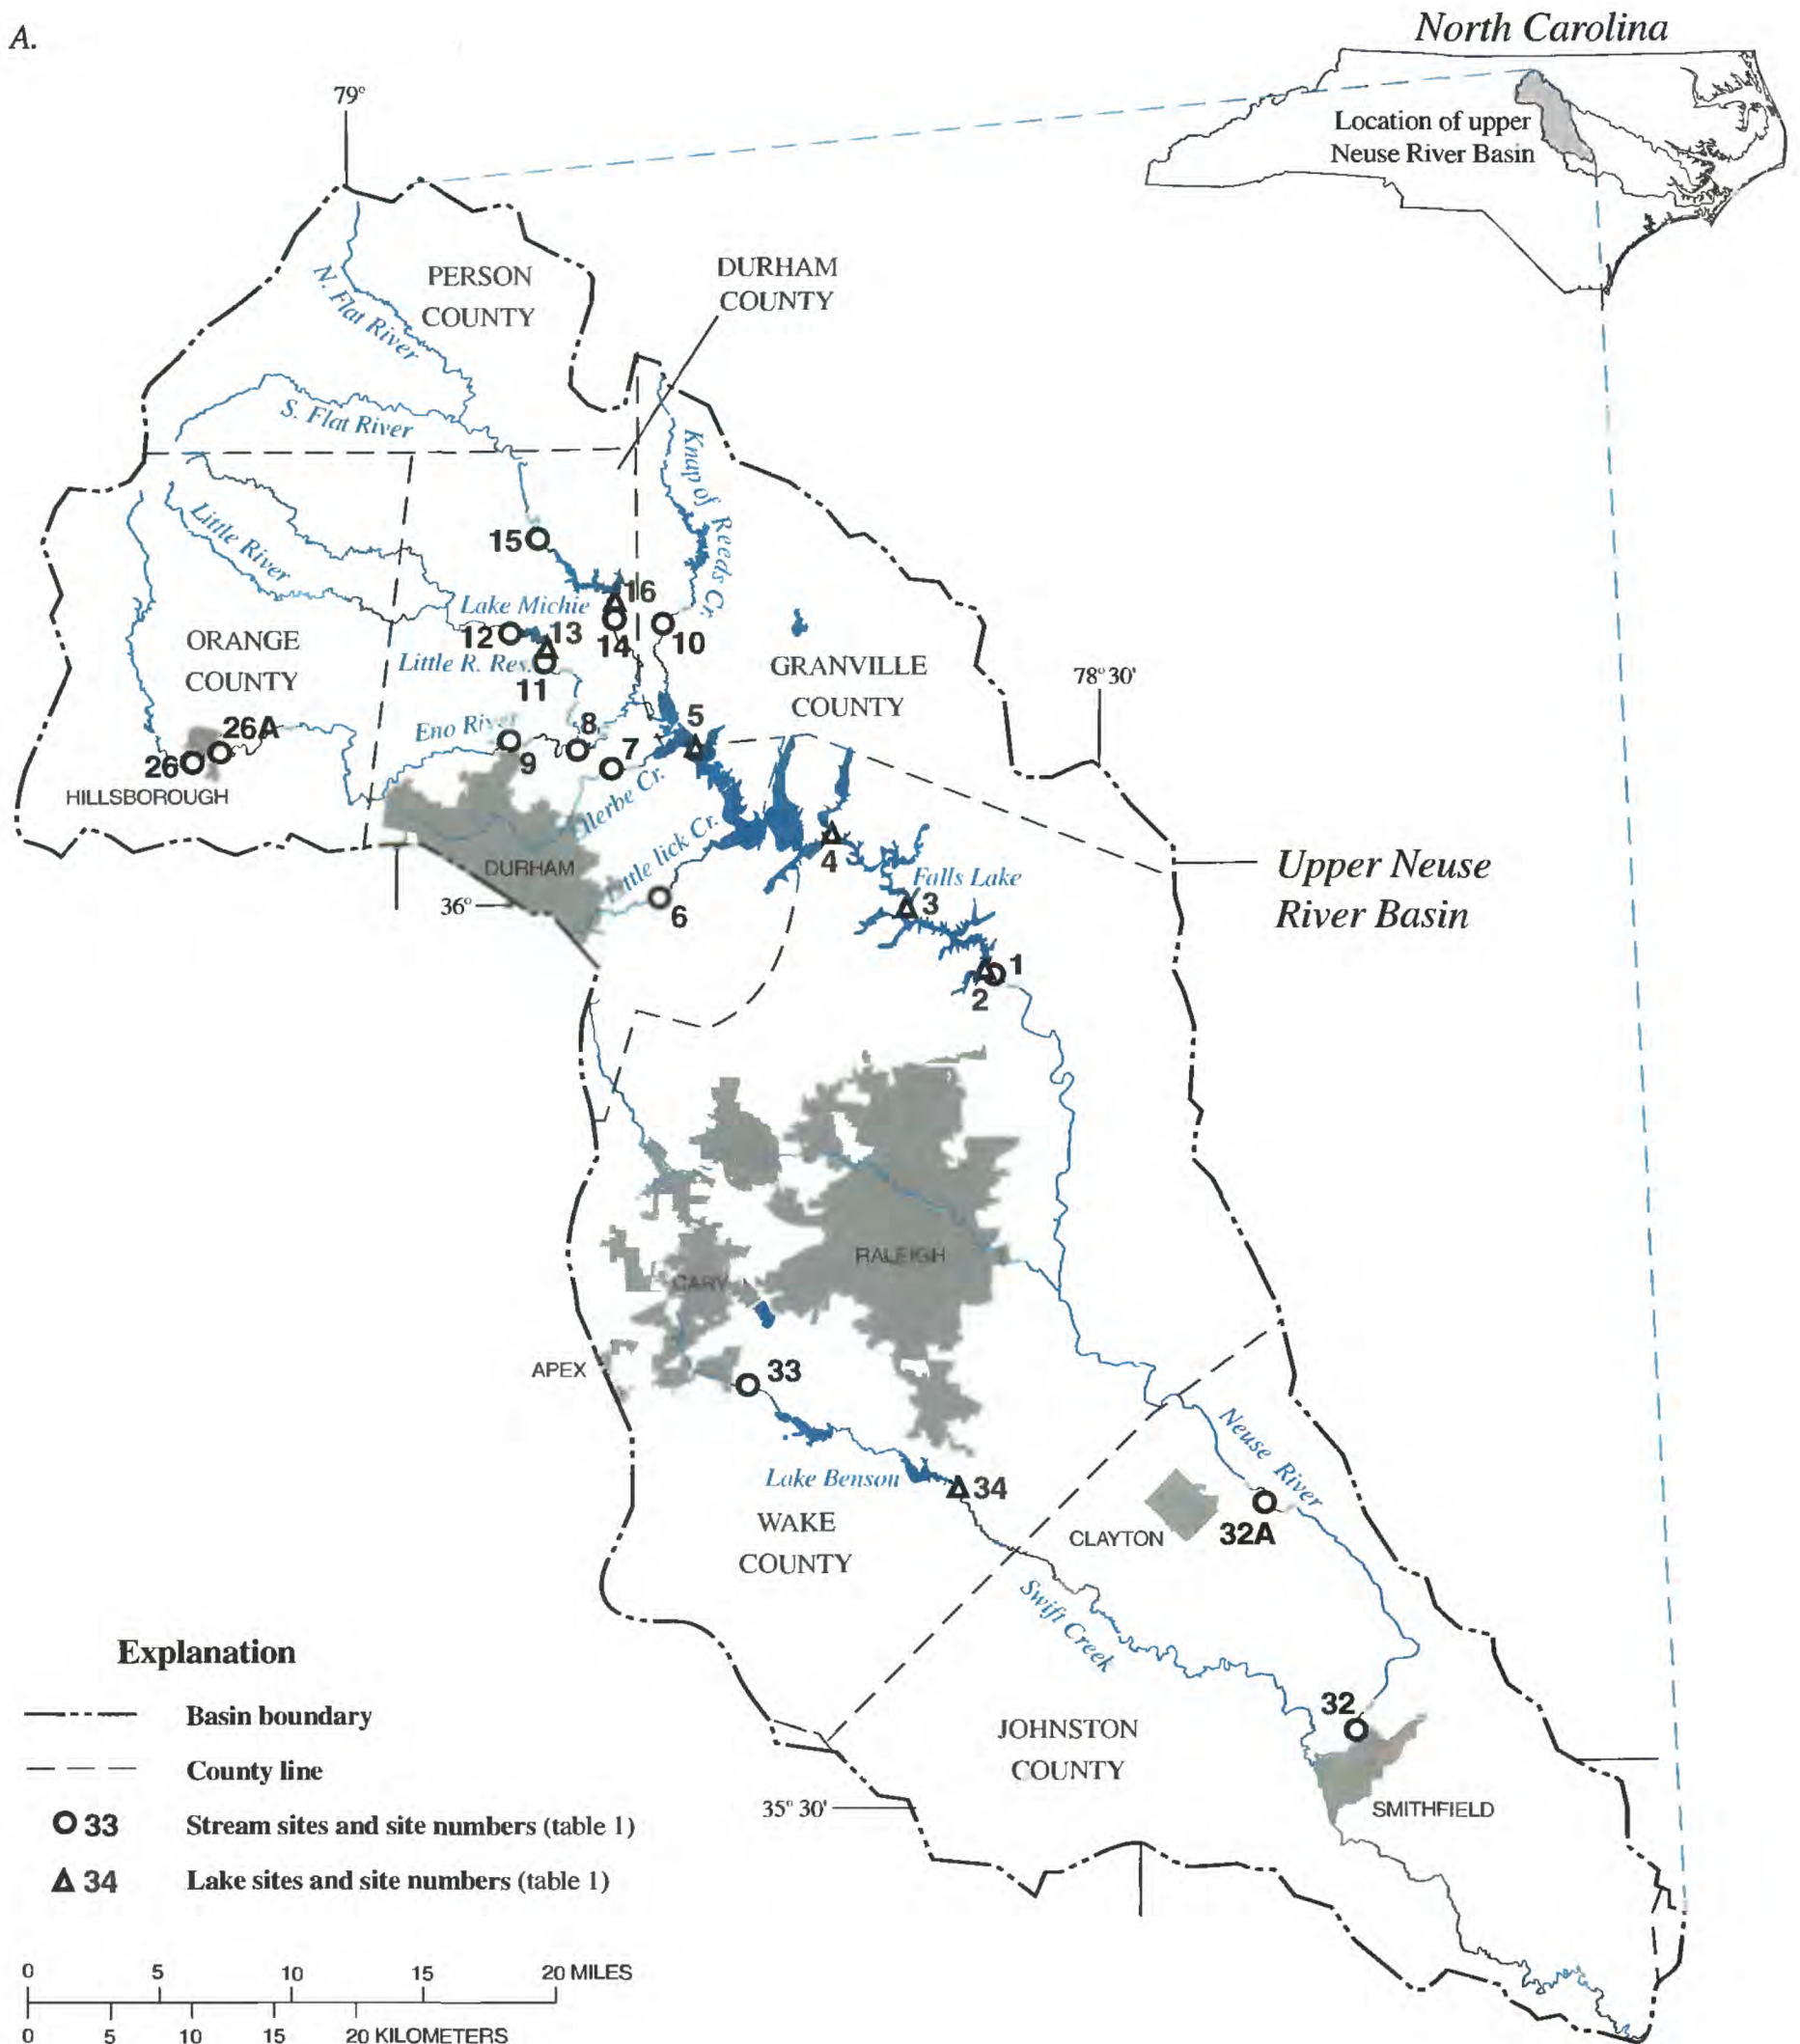 A.
North Carolina
79°
Location of upper
Neuse River Basin
PERSON
COUNTY
DURHAM
COUNTY
N. Flat River
S. Flat River
Knap of Reeds Cr.
Little River
15
16
Lake Michie
12
13
14
10
ORANGE
COUNTY
Little R. Res.
11
GRANVILLE
COUNTY
78° 30'
26A
Eno River
8
5
26
9
7
HILLSBOROUGH
Ellerbe Cr.
Little lick Cr.
DURHAM
4
Falls Lake
Upper Neuse
River Basin
36°
6
3
1
2
RALEIGH
CARY
APEX
33
Neuse River
Lake Benson
34
WAKE
COUNTY
CLAYTON
32A
Swift Creek
32
JOHNSTON
COUNTY
35° 30'
SMITHFIELD
Explanation
Basin boundary
County line
33 Stream sites and site numbers (table 1)
34 Lake sites and site numbers (table 1)
0 5 10 15 20 MILES
0 5 10 15 20 KILOMETERS